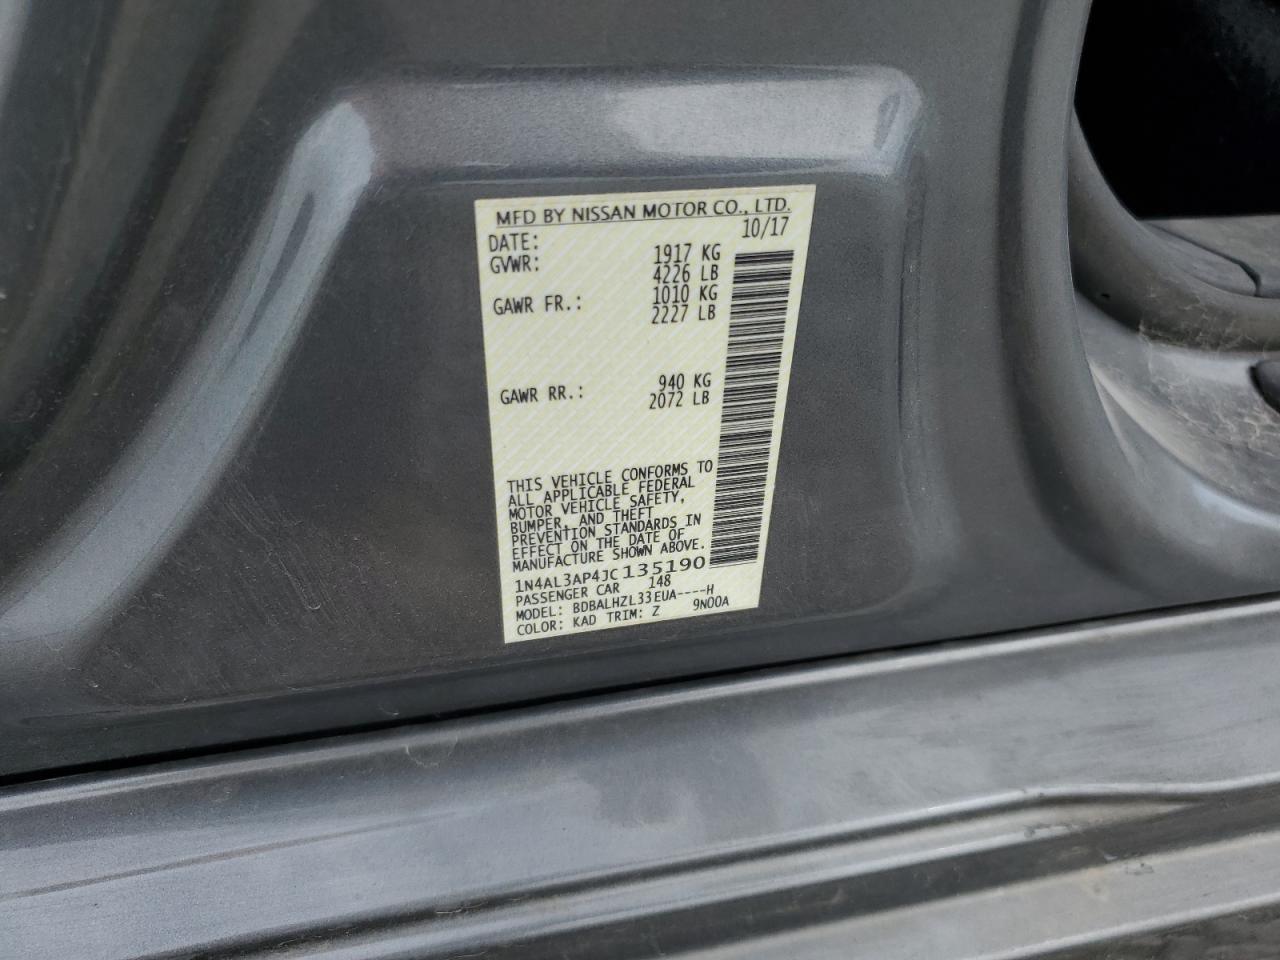 MFD BY NISSAN MOTOR CO., LTD.
DATE: 10/17
GVWR: 1917 KG
4226 LB
GAWR FR.: 1010 KG
2227 LB
GAWR RR.: 940 KG
2072 LB
THIS VEHICLE CONFORMS TO
ALL APPLICABLE FEDERAL
MOTOR VEHICLE SAFETY,
BUMPER, AND THEFT
PREVENTION STANDARDS IN
EFFECT ON THE DATE OF
MANUFACTURE SHOWN ABOVE.
1N4AL3AP4JC135190
PASSENGER CAR 148
MODEL: BDBALHZL33EUA----H
COLOR: KAD TRIM: Z 9N00A